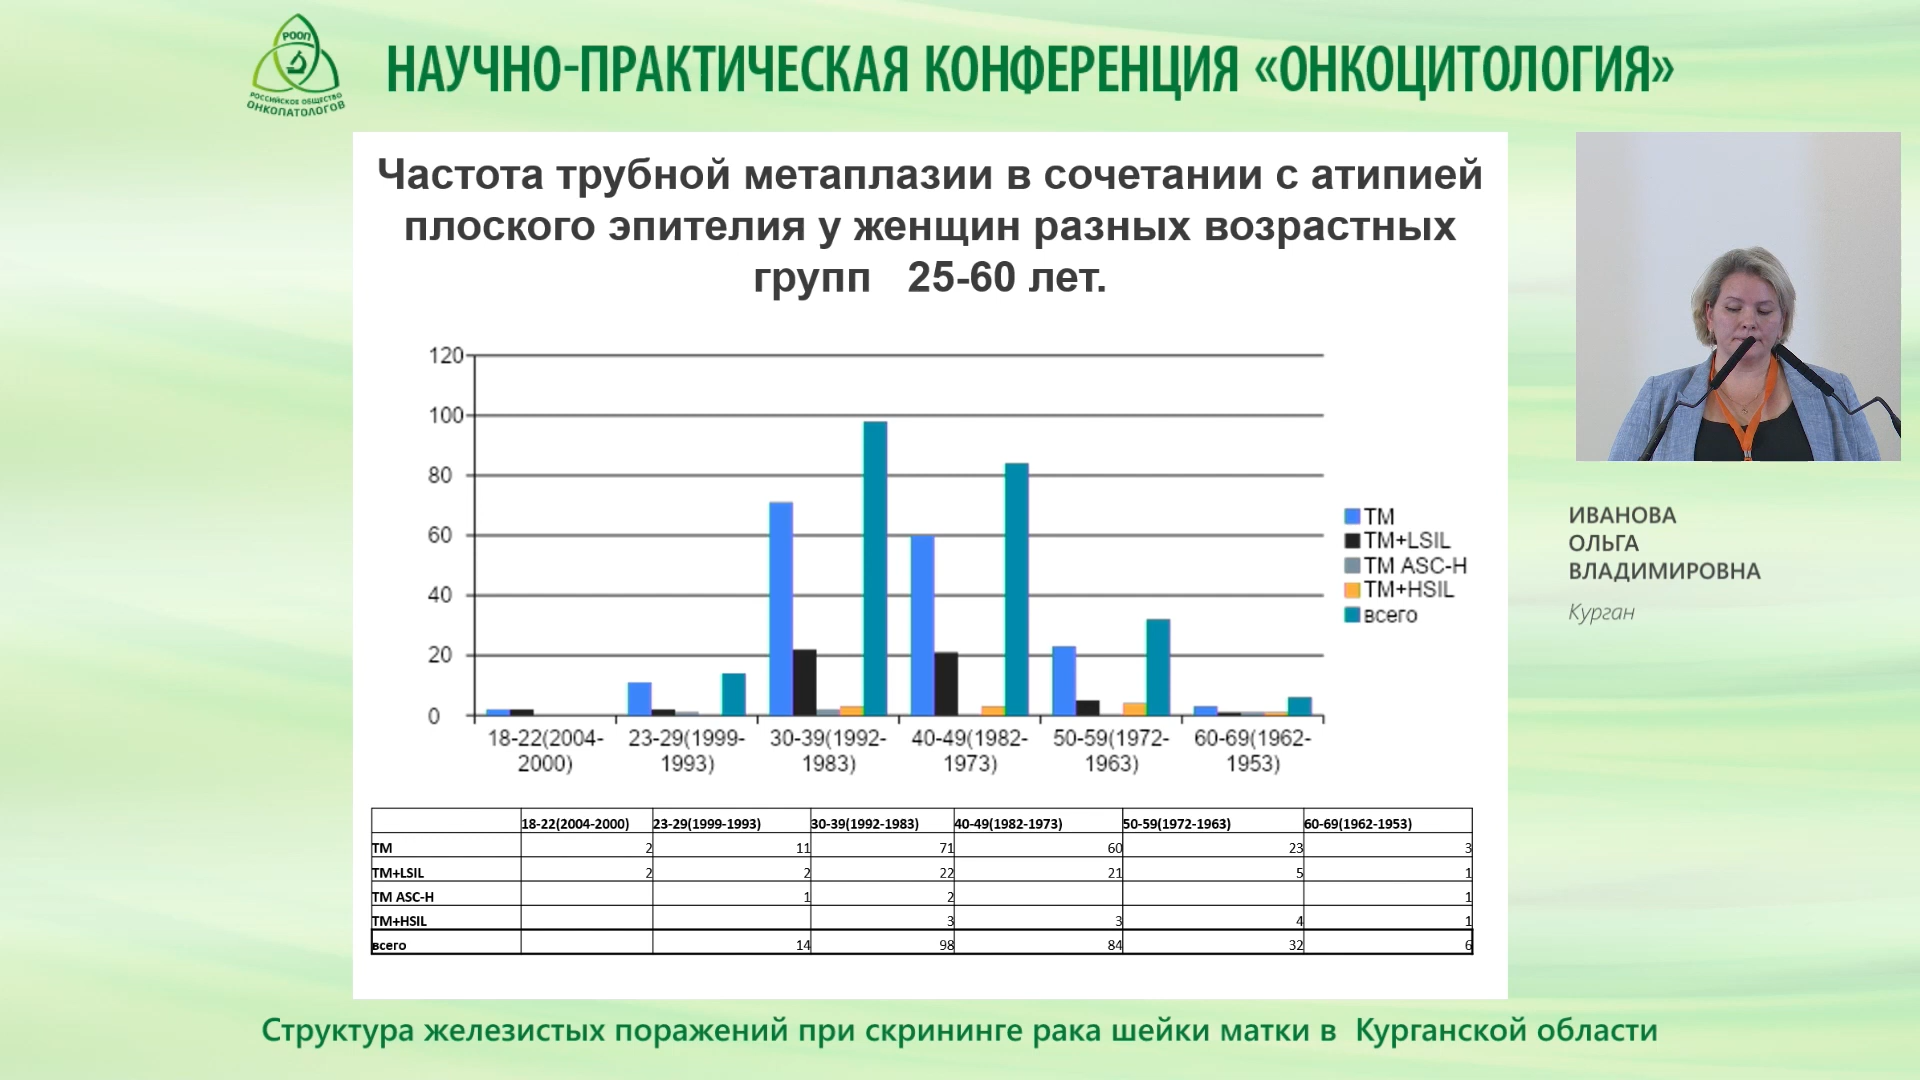 РООП
РОССИЙСКОЕ ОБЩЕСТВО
ОНКОПАТОЛОГОВ
НАУЧНО-ПРАКТИЧЕСКАЯ КОНФЕРЕНЦИЯ «ОНКОЦИТОЛОГИЯ»
Частота трубной метаплазии в сочетании с атипией
плоского эпителия у женщин разных возрастных
групп 25-60 лет.
120
100
80
60
40
20
0
18-22(2004-
2000)
23-29(1999-
1993)
30-39(1992-
1983)
40-49(1982-
1973)
50-59(1972-
1963)
60-69(1962-
1953)
ТМ
ТМ+LSIL
ТМ ASC-H
ТМ+HSIL
всего
18-22(2004-2000) 23-29(1999-1993) 30-39(1992-1983) 40-49(1982-1973) 50-59(1972-1963) 60-69(1962-1953)
ТМ 2 11 71 60 23 3
ТМ+LSIL 2 2 22 21 5 1
ТМ ASC-H 1 2 1
ТМ+HSIL 3 3 4 1
всего 14 98 84 32 6
ИВАНОВА
ОЛЬГА
ВЛАДИМИРОВНА
Курган
Структура железистых поражений при скрининге рака шейки матки в Курганской области